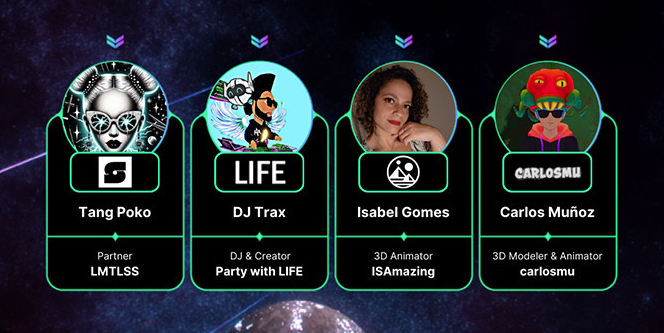 LIFE
CARLOSMU
Tang Poko
DJ Trax
Isabel Gomes
Carlos Muñoz
Partner
LMTLSS
DJ & Creator
Party with LIFE
3D Animator
ISAmazing
3D Modeler & Animator
carlosmu